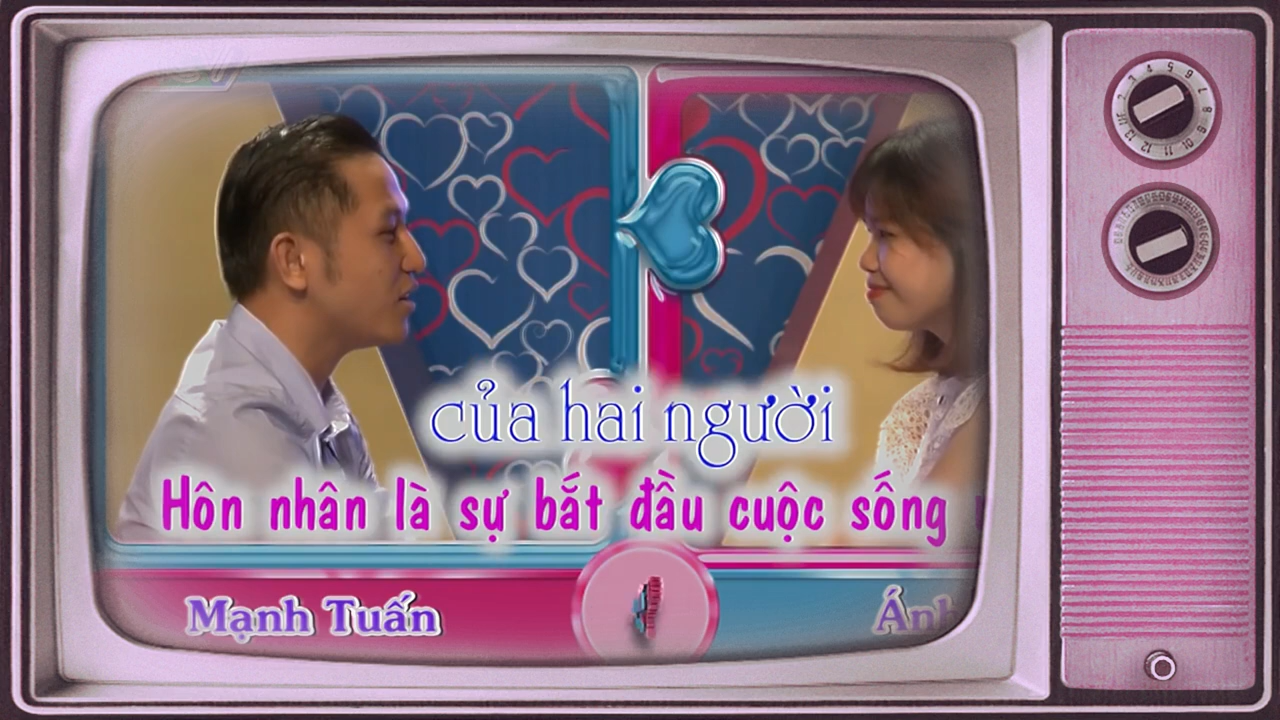 của hai người
Hôn nhân là sự bắt đầu cuộc sống
Mạnh Tuấn